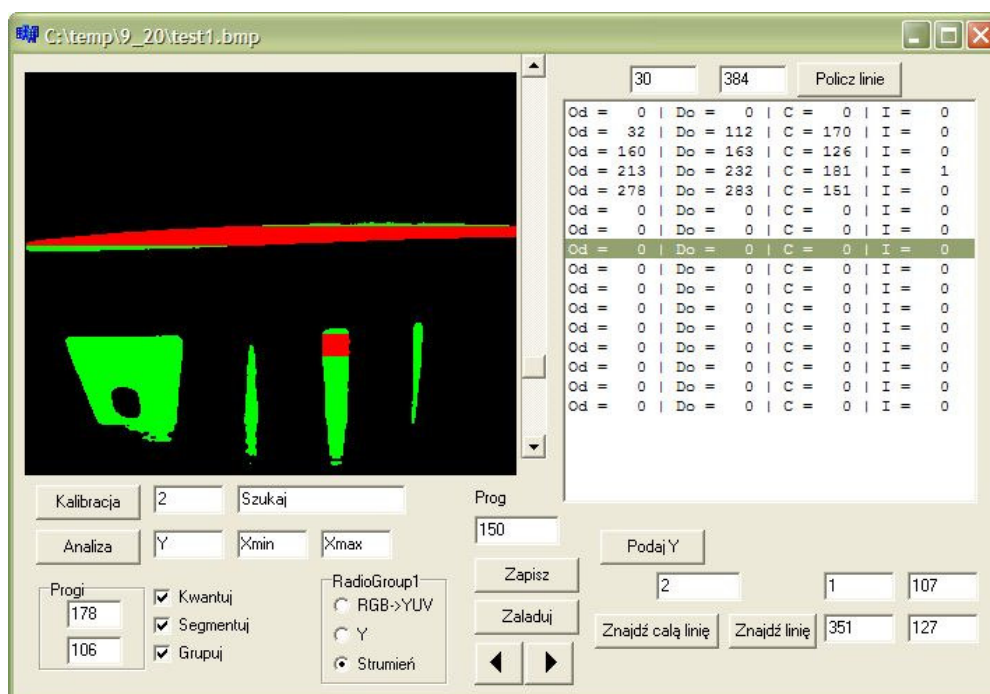 C:\temp\9_20\test1.bmp
30 384 Policz linie
Od = 0 | Do = 0 | C = 0 | I = 0
Od = 32 | Do = 112 | C = 170 | I = 0
Od = 160 | Do = 163 | C = 126 | I = 0
Od = 213 | Do = 232 | C = 181 | I = 1
Od = 278 | Do = 283 | C = 151 | I = 0
Od = 0 | Do = 0 | C = 0 | I = 0
Od = 0 | Do = 0 | C = 0 | I = 0
Od = 0 | Do = 0 | C = 0 | I = 0
Od = 0 | Do = 0 | C = 0 | I = 0
Od = 0 | Do = 0 | C = 0 | I = 0
Od = 0 | Do = 0 | C = 0 | I = 0
Od = 0 | Do = 0 | C = 0 | I = 0
Od = 0 | Do = 0 | C = 0 | I = 0
Od = 0 | Do = 0 | C = 0 | I = 0
Od = 0 | Do = 0 | C = 0 | I = 0
Od = 0 | Do = 0 | C = 0 | I = 0
Kalibracja 2 Szukaj
Analiza Y Xmin Xmax
Prog
150
Podaj Y
Progi
178
106
Kwantuj
Segmentuj
Grupuj
RadioGroup1
RGB->YUV
Y
Strumień
Zapisz
Zaladuj
2 1 107
Znajdź całą linię Znajdź linię 351 127